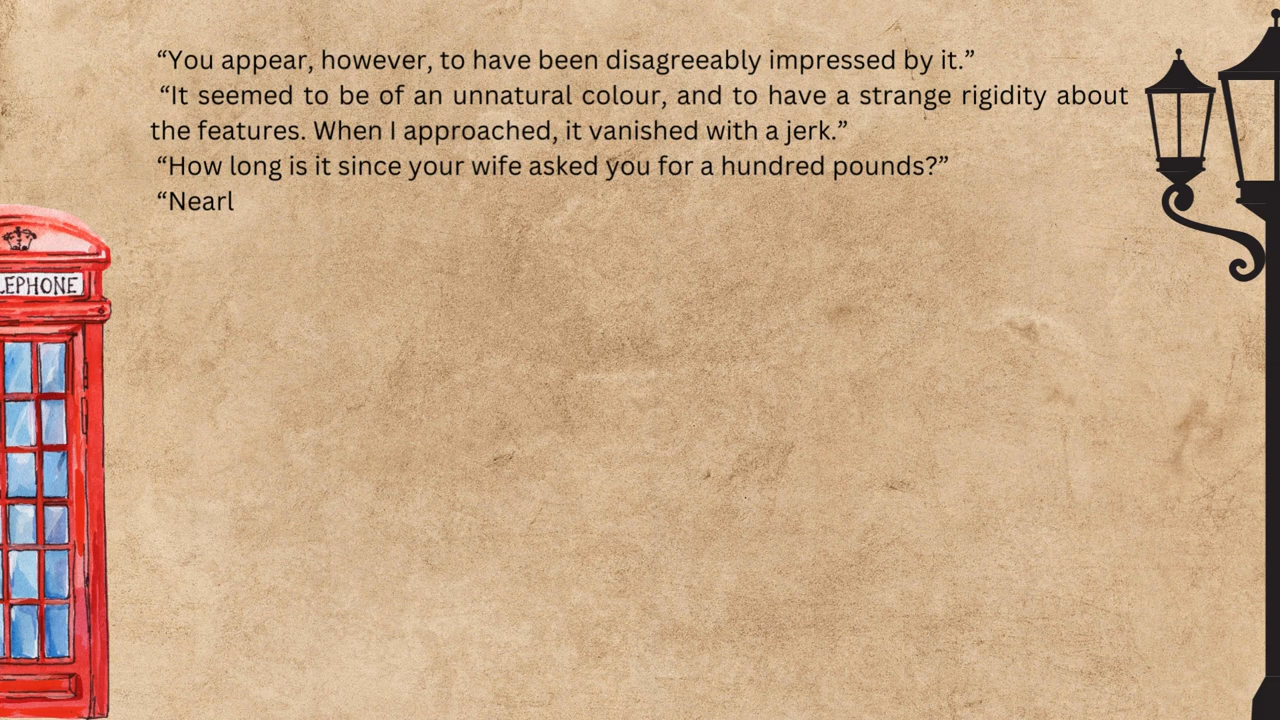 “You appear, however, to have been disagreeably impressed by it.”
“It seemed to be of an unnatural colour, and to have a strange rigidity about
the features. When I approached, it vanished with a jerk.”
“How long is it since your wife asked you for a hundred pounds?”
“Nearl
LEPHONE